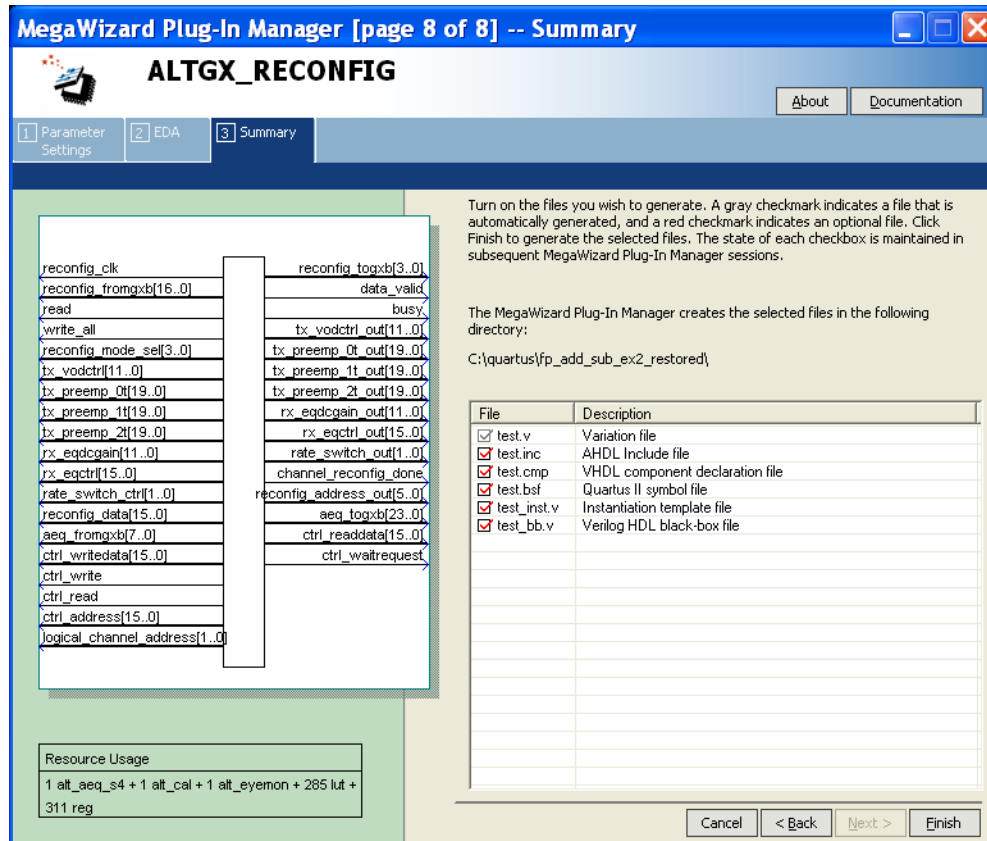 MegaWizard Plug-In Manager [page 8 of 8] -- Summary
ALTGX_RECONFIG
About
Documentation
1 Parameter Settings
2 EDA
3 Summary
reconfig_clk
reconfig_fromgxb[16..0]
read
write_all
reconfig_mode_sel[3..0]
tx_vodctrl[11..0]
tx_preemp_0t[19..0]
tx_preemp_1t[19..0]
tx_preemp_2t[19..0]
rx_eqdcgain[11..0]
rx_eqctrl[15..0]
rate_switch_ctrl[1..0]
reconfig_data[15..0]
aeq_fromgxb[7..0]
ctrl_writedata[15..0]
ctrl_write
ctrl_read
ctrl_address[15..0]
logical_channel_address[1..0]
reconfig_togxb[3..0]
data_valid
busy
tx_vodctrl_out[11..0]
tx_preemp_0t_out[19..0]
tx_preemp_1t_out[19..0]
tx_preemp_2t_out[19..0]
rx_eqdcgain_out[11..0]
rx_eqctrl_out[15..0]
rate_switch_out[1..0]
channel_reconfig_done
reconfig_address_out[5..0]
aeq_togxb[23..0]
ctrl_readdata[15..0]
ctrl_waitrequest
Resource Usage
1 alt_aeq_s4 + 1 alt_cal + 1 alt_eyemon + 285 lut +
311 reg
Turn on the files you wish to generate. A gray checkmark indicates a file that is
automatically generated, and a red checkmark indicates an optional file. Click
Finish to generate the selected files. The state of each checkbox is maintained in
subsequent MegaWizard Plug-In Manager sessions.
The MegaWizard Plug-In Manager creates the selected files in the following
directory:
C:\quartus\fp_add_sub_ex2_restored\
File Description
test.v Variation file
test.inc AHDL Include file
test.cmp VHDL component declaration file
test.bsf Quartus II symbol file
test_inst.v Instantiation template file
test_bb.v Verilog HDL black-box file
Cancel
< Back
Next >
Finish